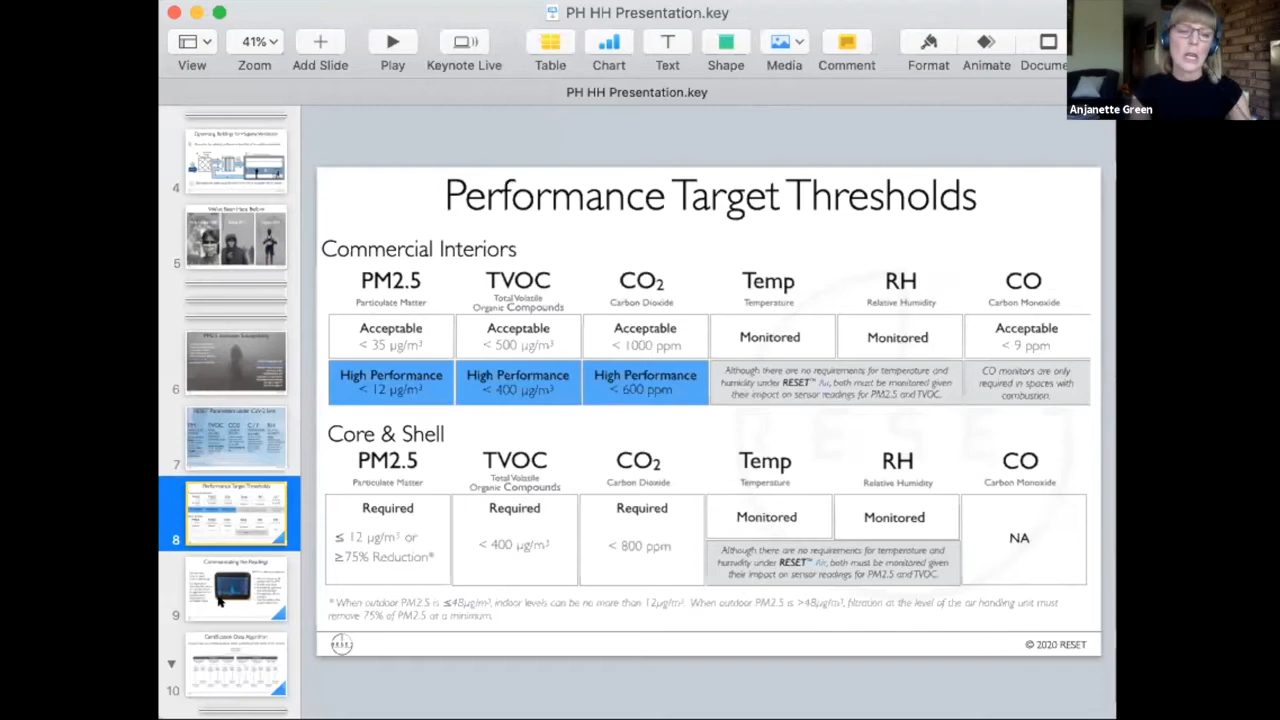 PH HH Presentation.key
41%
View Zoom Add Slide Play Keynote Live Table Chart Text Shape Media Comment Format Animate
PH HH Presentation.key
Anjanette Green
4
5
6
7
8
Performance Target Thresholds
9
Communicating the Readings
10
Performance Target Thresholds
Commercial Interiors
PM2.5 TVOC CO₂ Temp RH CO
Particulate Matter Total Volatile Organic Compounds Carbon Dioxide Temperature Relative Humidity Carbon Monoxide
Acceptable Acceptable Acceptable Monitored Monitored Acceptable
< 35 µg/m³ < 500 µg/m³ < 1000 ppm < 9 ppm
High Performance High Performance High Performance
< 12 µg/m³ < 400 µg/m³ < 600 ppm
Although there are no requirements for temperature and
humidity under RESET™ Air, both must be monitored given
their impact on sensor readings for PM2.5 and TVOC.
CO monitors are only
required in spaces with
combustion.
Core & Shell
PM2.5 TVOC CO₂ Temp RH CO
Particulate Matter Total Volatile Organic Compounds Carbon Dioxide Temperature Relative Humidity Carbon Monoxide
Required Required Required Monitored Monitored NA
≤ 12 µg/m³ or
≥75% Reduction*
< 400 µg/m³
< 800 ppm
Although there are no requirements for temperature and
humidity under RESET™ Air, both must be monitored given
their impact on sensor readings for PM2.5 and TVOC.
* When outdoor PM2.5 is ≤48µg/m³, indoor levels can be no more than 12µg/m³. When outdoor PM2.5 is >48µg/m³, filtration at the level of the air handling unit must
remove 75% of PM2.5 at a minimum.
RESET
© 2020 RESET